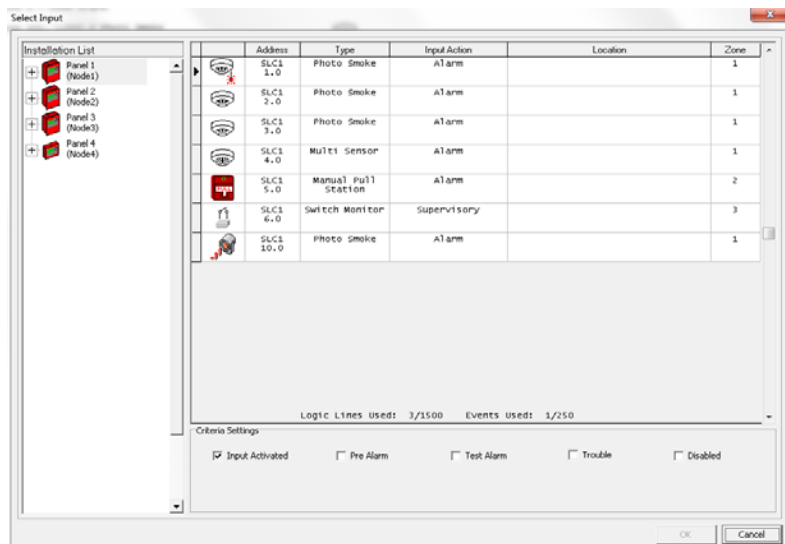 Select Input
Installation List
Panel 1
(Node1)
Panel 2
(Node2)
Panel 3
(Node3)
Panel 4
(Node4)
Address Type Input Action Location Zone
SLC1 Photo Smoke Alarm 1
1.0
SLC1 Photo Smoke Alarm 1
2.0
SLC1 Photo Smoke Alarm 1
3.0
SLC1 Multi Sensor Alarm 1
4.0
PULL SLC1 Manual Pull Alarm 2
5.0 Station
SLC1 Switch Monitor Supervisory 3
6.0
SLC1 Photo Smoke Alarm 1
10.0
Logic Lines Used: 3/1500 Events Used: 1/250
Criteria Settings
Input Activated Pre Alarm Test Alarm Trouble Disabled
OK Cancel